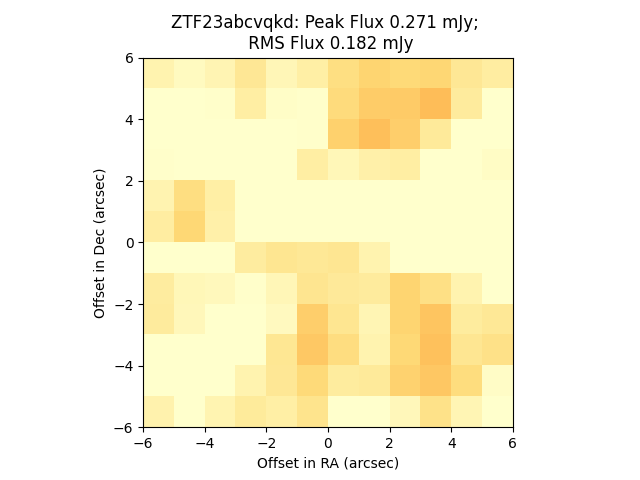 ZTF23abcvqkd: Peak Flux 0.271 mJy;
RMS Flux 0.182 mJy
6
4
2
0
−2
−4
−6
Offset in Dec (arcsec)
−6 −4 −2 0 2 4 6
Offset in RA (arcsec)